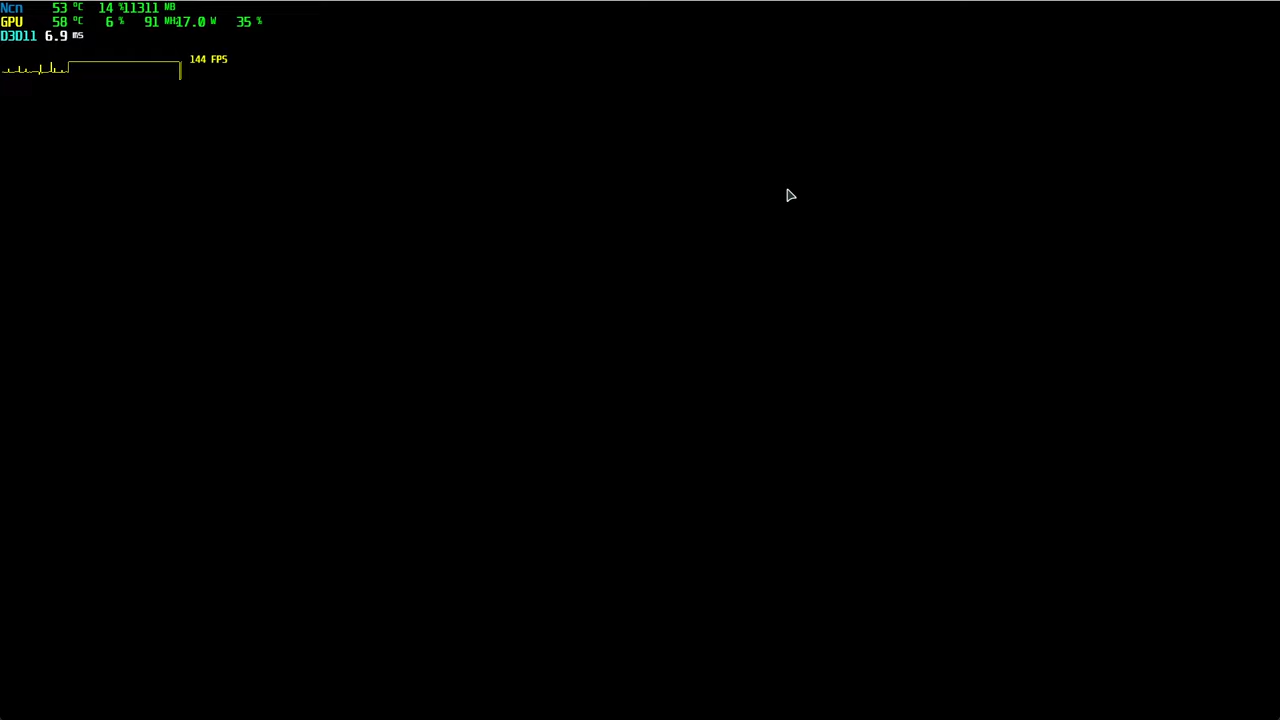 Ncn 53 °C 14 % 11311 MB
GPU 58 °C 6 % 91 MHz 17.0 W 35 %
D3D11 6.9 ms
144 FPS